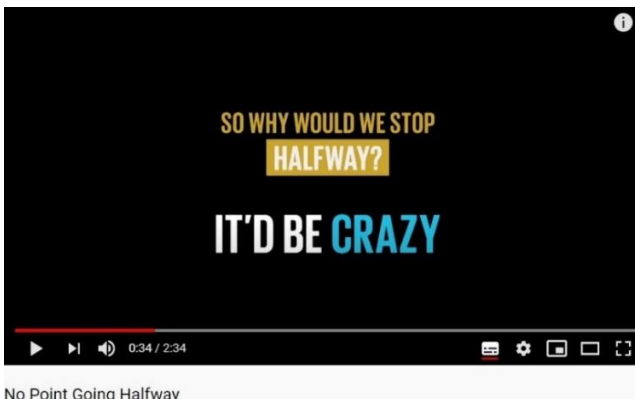 SO WHY WOULD WE STOP
HALFWAY?
IT'D BE CRAZY
0:34 / 2:34
No Point Going Halfway